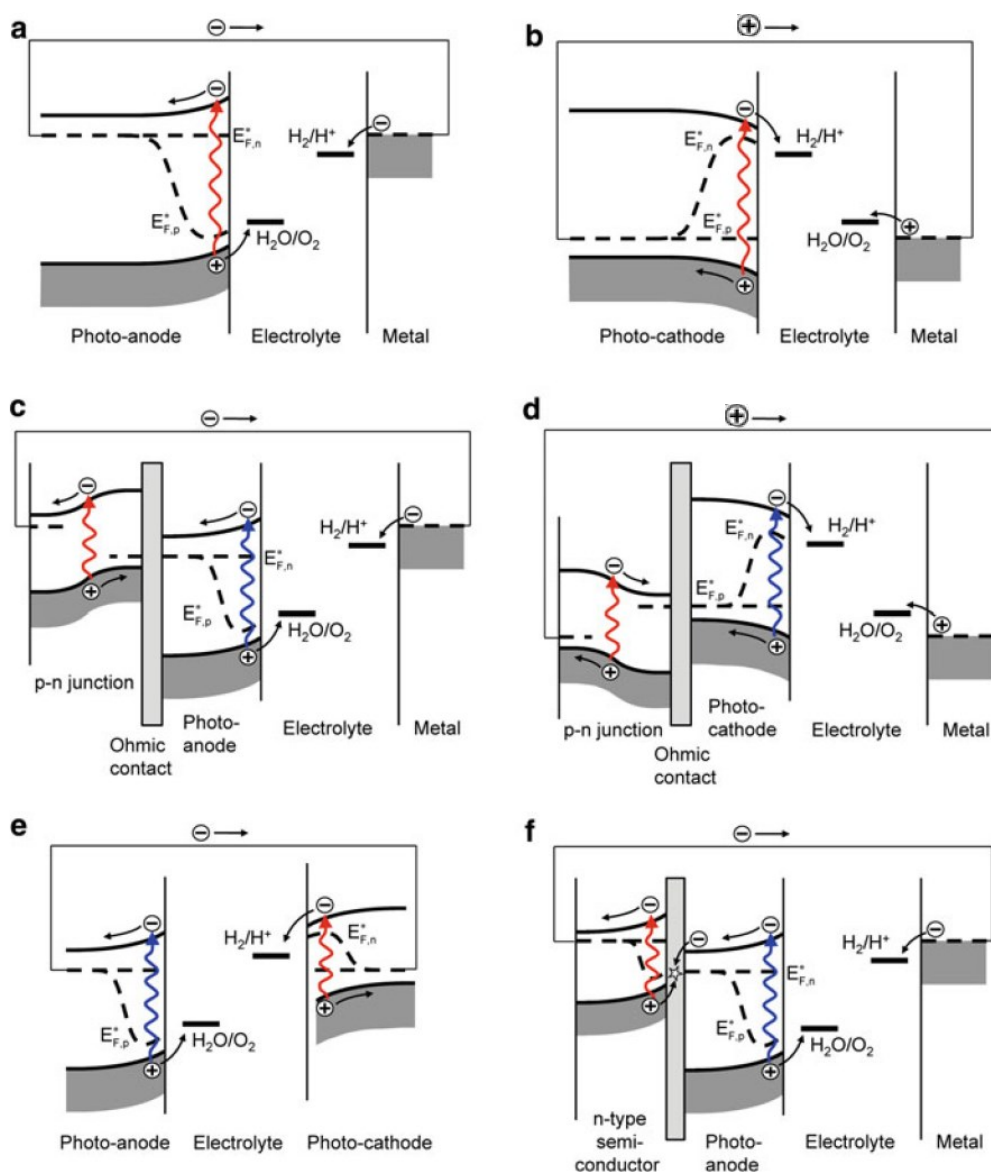 a
⊖ →
E*F,n
H2/H+
⊖
E*F,p
H2O/O2
⊕
Photo-anode Electrolyte Metal
b
⊕ →
⊖
H2/H+
E*F,n
E*F,p
H2O/O2
⊕
Photo-cathode Electrolyte Metal
c
⊖ →
⊖
H2/H+
E*F,n
E*F,p
H2O/O2
⊕
p-n junction
Ohmic
contact
Photo-
anode
Electrolyte Metal
d
⊕ →
⊖
H2/H+
E*F,n
E*F,p
H2O/O2
⊕
p-n junction
Ohmic
contact
Photo-
cathode
Electrolyte Metal
e
⊖ →
⊖
H2/H+
E*F,n
E*F,p
H2O/O2
⊕
Photo-anode Electrolyte Photo-cathode
f
⊖ →
⊖
H2/H+
E*F,n
E*F,p
H2O/O2
⊕
n-type
semi-
conductor
Photo-
anode
Electrolyte Metal